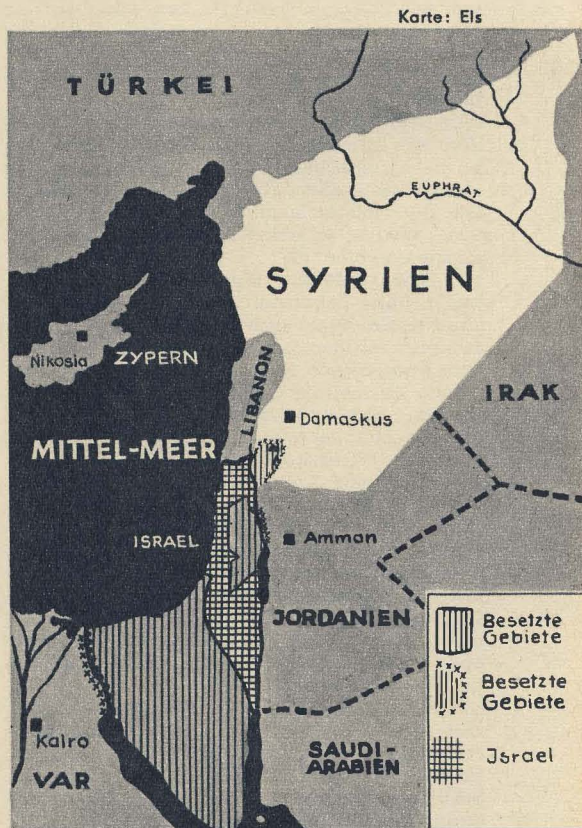 Karte: Els
TÜRKEI
EUPHRAT
SYRIEN
Nikosia
ZYPERN
LIBANON
IRAK
Damaskus
MITTEL-MEER
ISRAEL
Amman
JORDANIEN
Besetzte
Gebiete
Besetzte
Gebiete
Kairo
SAUDI-
ARABIEN
Jsrael
VAR